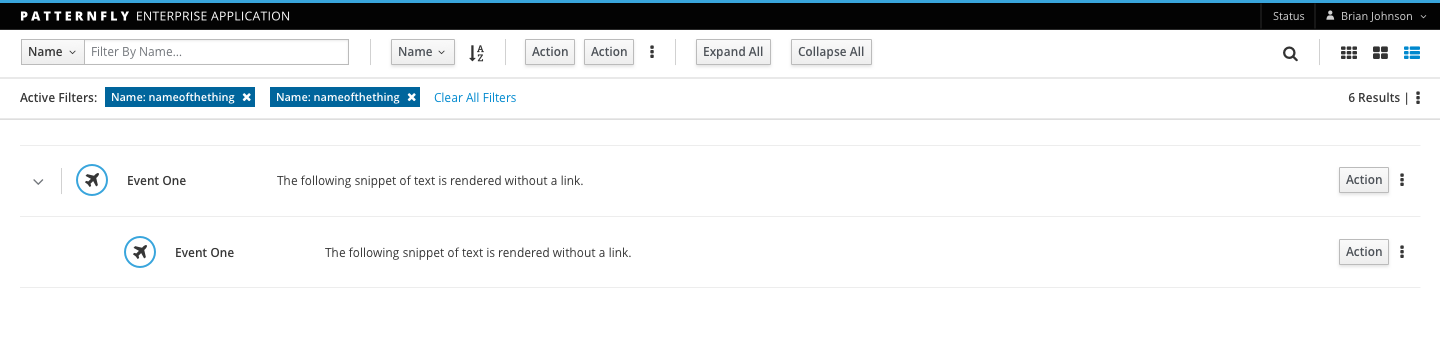 PATTERNFLY ENTERPRISE APPLICATION Status Brian Johnson
Name Filter By Name... Name A Z Action Action Expand All Collapse All
Active Filters: Name: nameofthething Name: nameofthething Clear All Filters 6 Results |
Event One The following snippet of text is rendered without a link. Action
Event One The following snippet of text is rendered without a link. Action